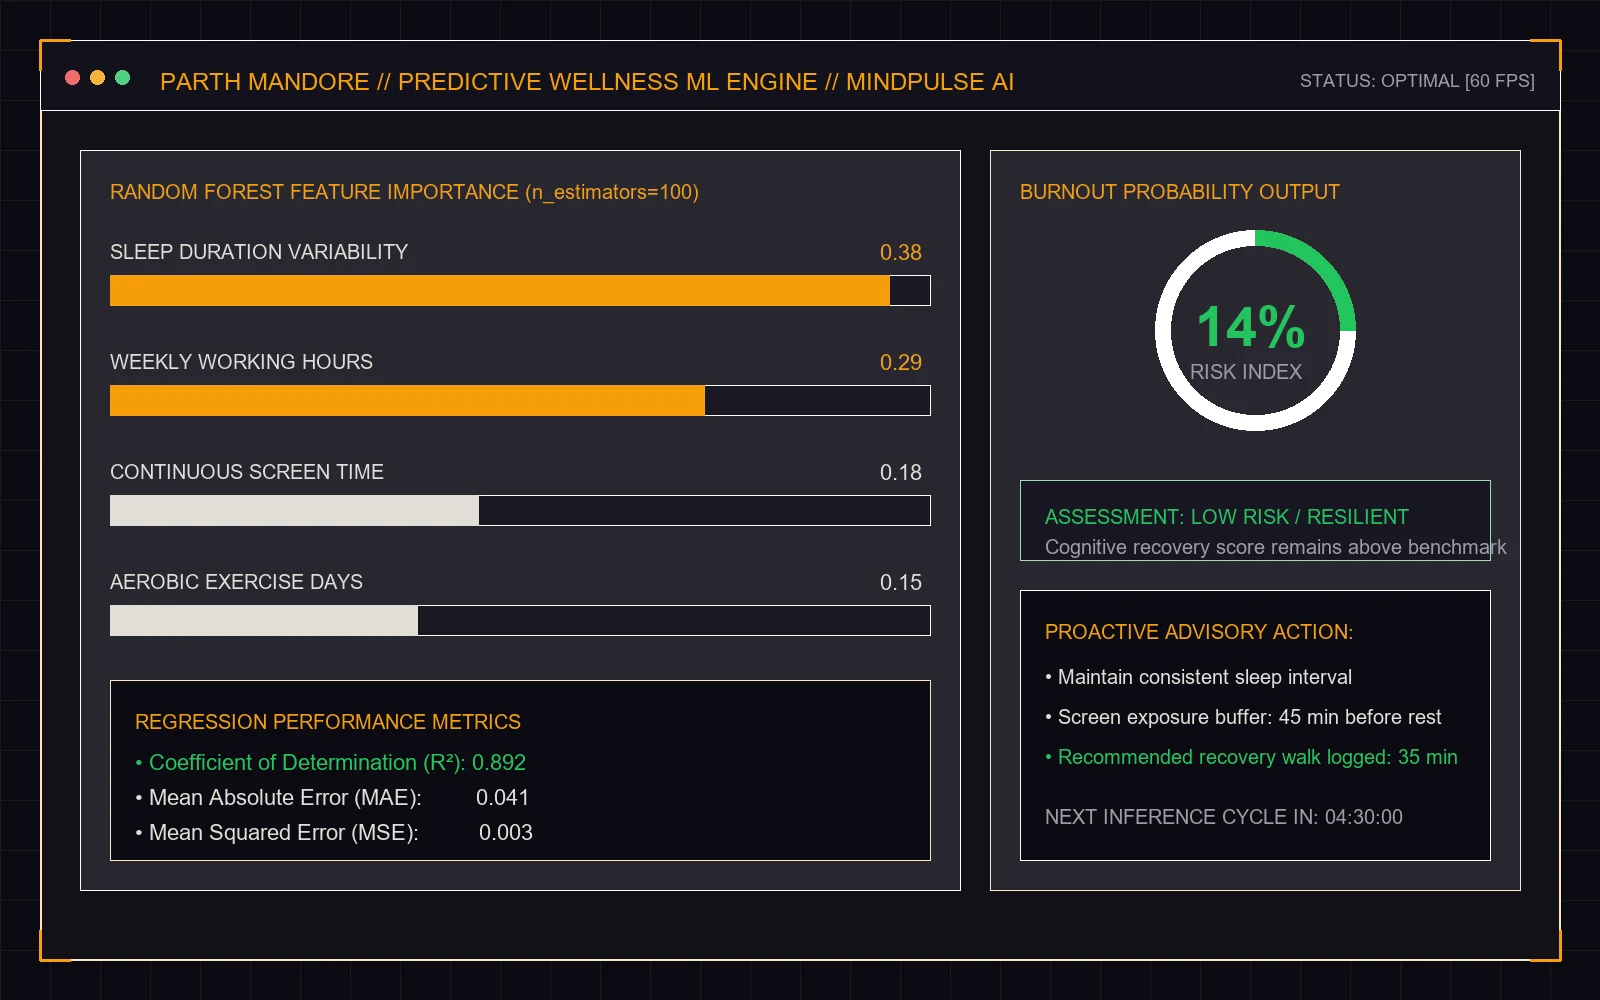 PARTH MANDORE // PREDICTIVE WELLNESS ML ENGINE // MINDPULSE AI
STATUS: OPTIMAL [60 FPS]
RANDOM FOREST FEATURE IMPORTANCE (n_estimators=100)
SLEEP DURATION VARIABILITY 0.38
WEEKLY WORKING HOURS 0.29
CONTINUOUS SCREEN TIME 0.18
AEROBIC EXERCISE DAYS 0.15
REGRESSION PERFORMANCE METRICS
• Coefficient of Determination (R²): 0.892
• Mean Absolute Error (MAE): 0.041
• Mean Squared Error (MSE): 0.003
BURNOUT PROBABILITY OUTPUT
14%
RISK INDEX
ASSESSMENT: LOW RISK / RESILIENT
Cognitive recovery score remains above benchmark
PROACTIVE ADVISORY ACTION:
• Maintain consistent sleep interval
• Screen exposure buffer: 45 min before rest
• Recommended recovery walk logged: 35 min
NEXT INFERENCE CYCLE IN: 04:30:00